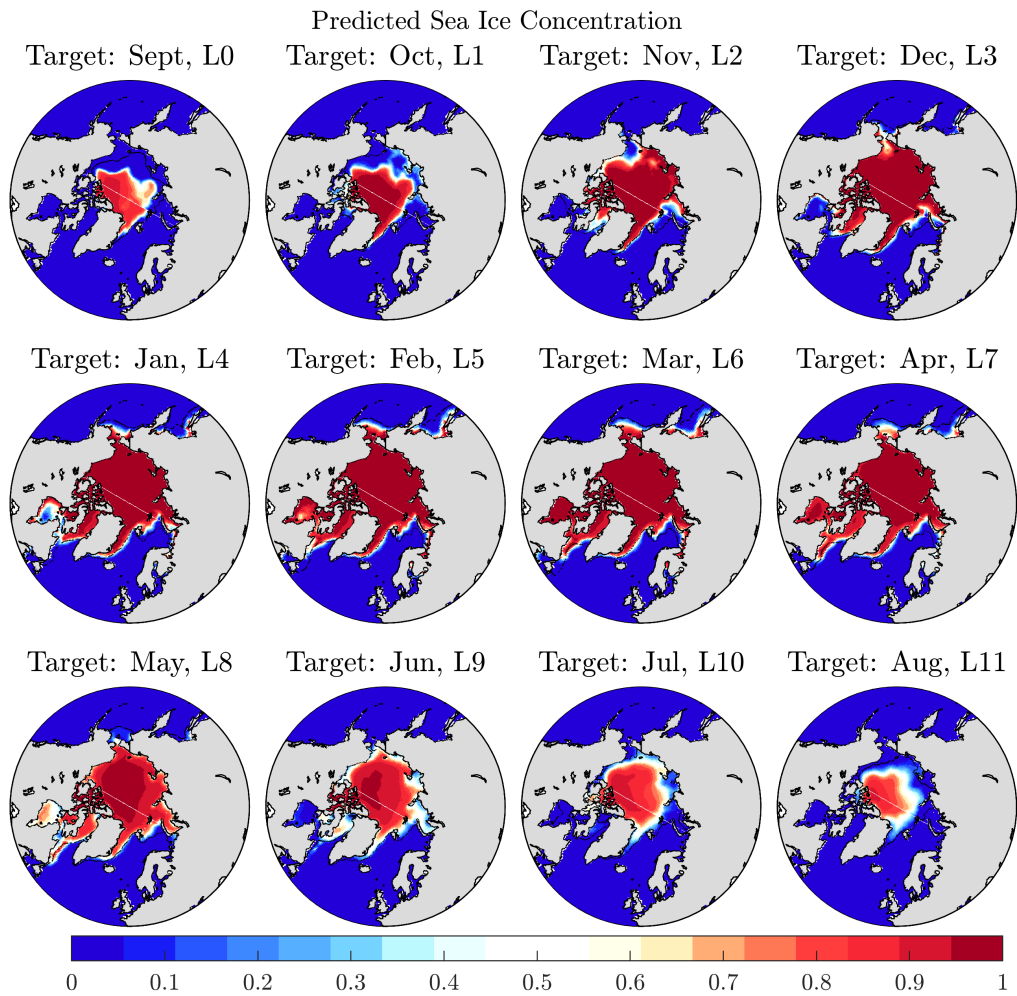 Predicted Sea Ice Concentration
Target: Sept, L0 Target: Oct, L1 Target: Nov, L2 Target: Dec, L3
Target: Jan, L4 Target: Feb, L5 Target: Mar, L6 Target: Apr, L7
Target: May, L8 Target: Jun, L9 Target: Jul, L10 Target: Aug, L11
0 0.1 0.2 0.3 0.4 0.5 0.6 0.7 0.8 0.9 1